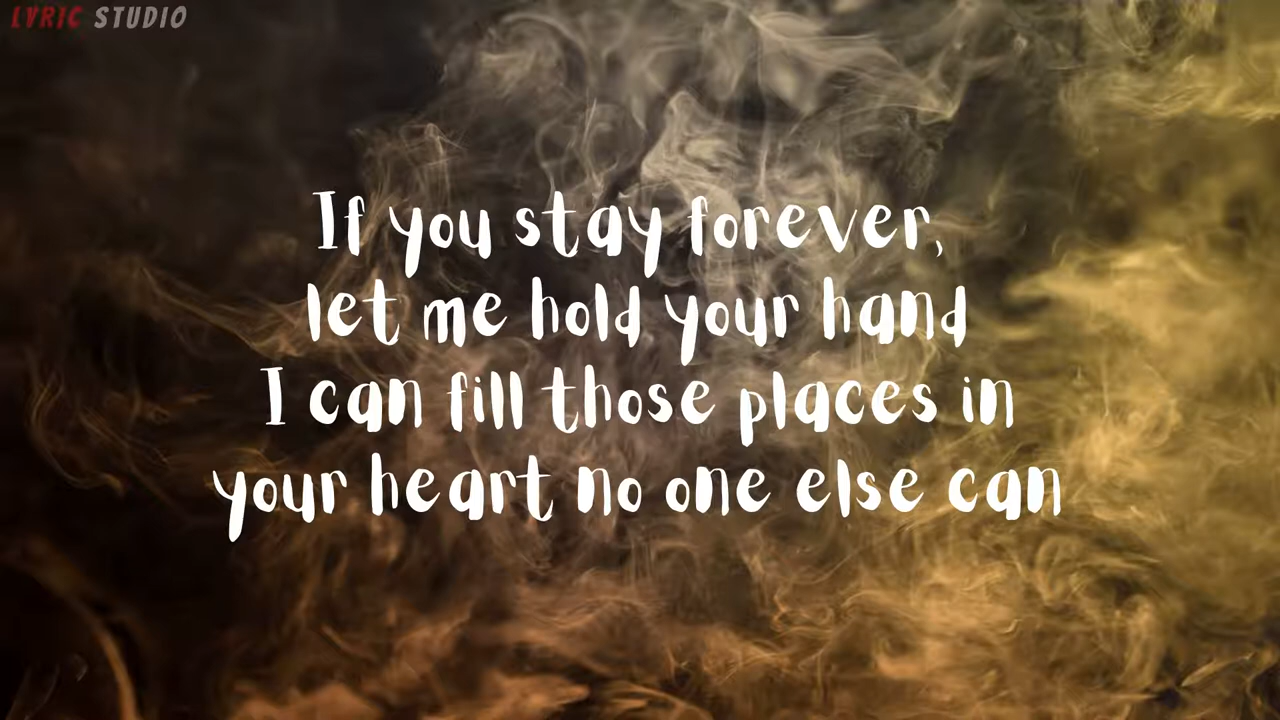 LYRIC STUDIO
If you stay forever,
let me hold your hand
I can fill those places in
your heart no one else can